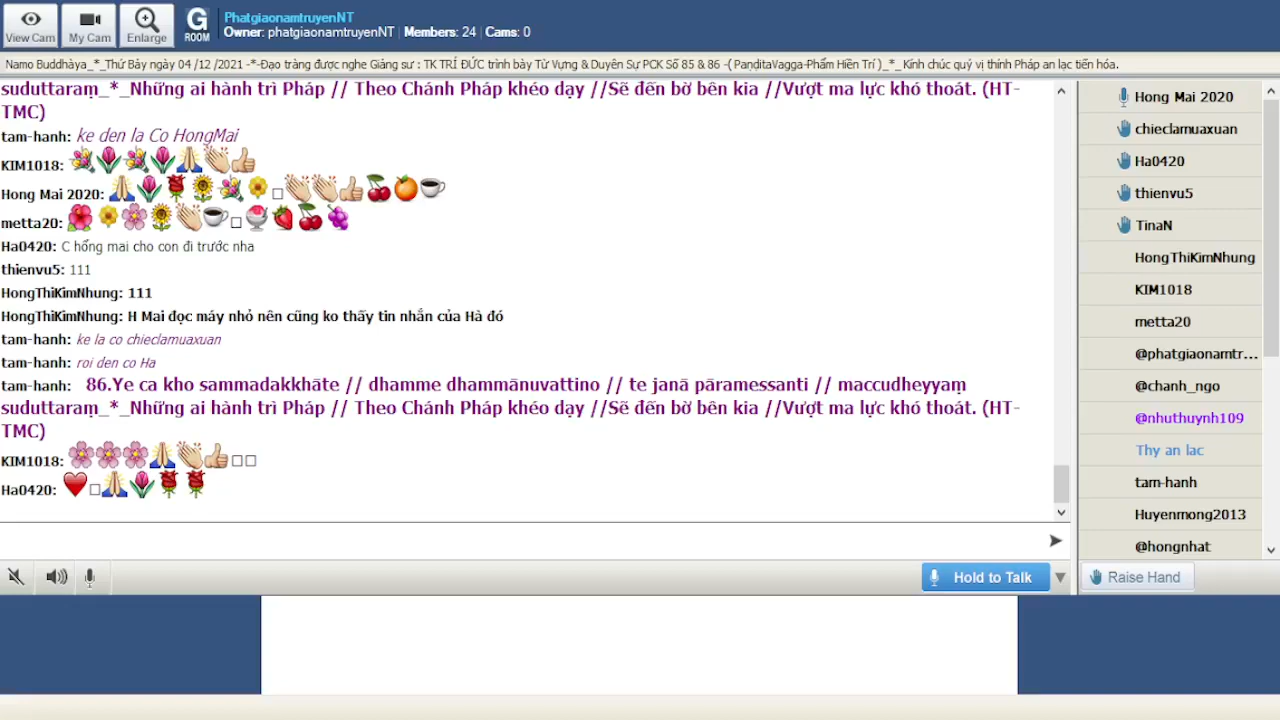 View Cam
My Cam
Enlarge
G
ROOM
PhatgiaonamtruyenNT
Owner: phatgiaonamtruyenNT | Members: 24 | Cams: 0
Namo Buddhàya_*_Thứ Bảy ngày 04 /12 /2021 -*-Đạo tràng được nghe Giảng sư : TK TRÍ ĐỨC trình bày Từ Vựng & Duyên Sự PCK Số 85 & 86 -( PaṇḍitaVagga-Phẩm Hiền Trí )_*_ Kính chúc quý vị thính Pháp an lạc tiến hóa.
suduttaraṃ_*_Những ai hành trì Pháp // Theo Chánh Pháp khéo dạy //Sẽ đến bờ bên kia //Vượt ma lực khó thoát. (HT-
TMC)
tam-hanh: ke den la Co HongMai
KIM1018:
Hong Mai 2020:
metta20:
Ha0420: C hổng mai cho con đi trước nha
thienvu5: 111
HongThiKimNhung: 111
HongThiKimNhung: H Mai đọc máy nhỏ nên cũng ko thấy tin nhắn của Hà đó
tam-hanh: ke la co chieclamuaxuan
tam-hanh: roi den co Ha
tam-hanh: 86.Ye ca kho sammadakkhāte // dhamme dhammānuvattino // te janā pāramessanti // maccudheyyaṃ
suduttaraṃ_*_Những ai hành trì Pháp // Theo Chánh Pháp khéo dạy //Sẽ đến bờ bên kia //Vượt ma lực khó thoát. (HT-
TMC)
KIM1018:
Ha0420:
Hold to Talk
Hong Mai 2020
chieclamuaxuan
Ha0420
thienvu5
TinaN
HongThiKimNhung
KIM1018
metta20
@phatgiaonamtr...
@chanh_ngo
@nhuthuynh109
Thy an lac
tam-hanh
Huyenmong2013
@hongnhat
Raise Hand